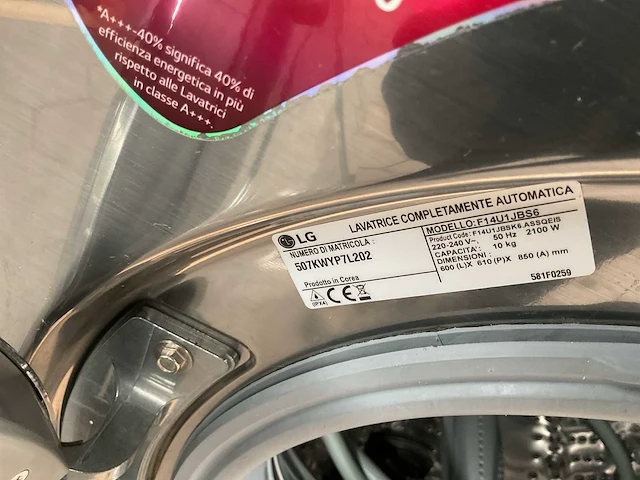 *A+++-40% significa 40% di
efficienza energetica in più
rispetto alle Lavatrici
in classe A+++
LG
LAVATRICE COMPLETAMENTE AUTOMATICA
NUMERO DI MATRICOLA :
507KWYP7L202
Prodotto in Corea
(IPX4)
CE
MODELLO: F14U1JBS6
Product Code: F14U1JBSK6.ASSQEIS
220-240 V~, 50 Hz 2100 W
CAPACITA': 10 kg
DIMENSIONI :
600 (L)X 610 (P)X 850 (A) mm
581F0259